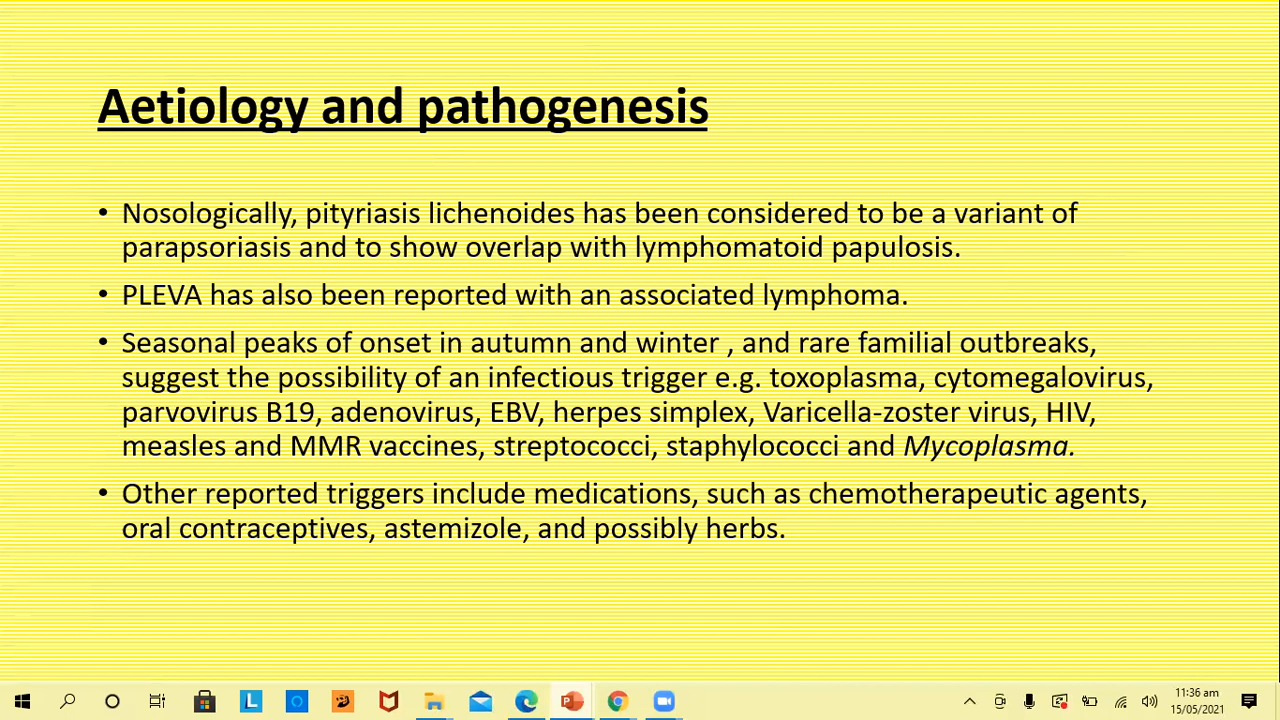 Aetiology and pathogenesis
• Nosologically, pityriasis lichenoides has been considered to be a variant of
parapsoriasis and to show overlap with lymphomatoid papulosis.
• PLEVA has also been reported with an associated lymphoma.
• Seasonal peaks of onset in autumn and winter , and rare familial outbreaks,
suggest the possibility of an infectious trigger e.g. toxoplasma, cytomegalovirus,
parvovirus B19, adenovirus, EBV, herpes simplex, Varicella-zoster virus, HIV,
measles and MMR vaccines, streptococci, staphylococci and Mycoplasma.
• Other reported triggers include medications, such as chemotherapeutic agents,
oral contraceptives, astemizole, and possibly herbs.
L
11:36 am
15/05/2021